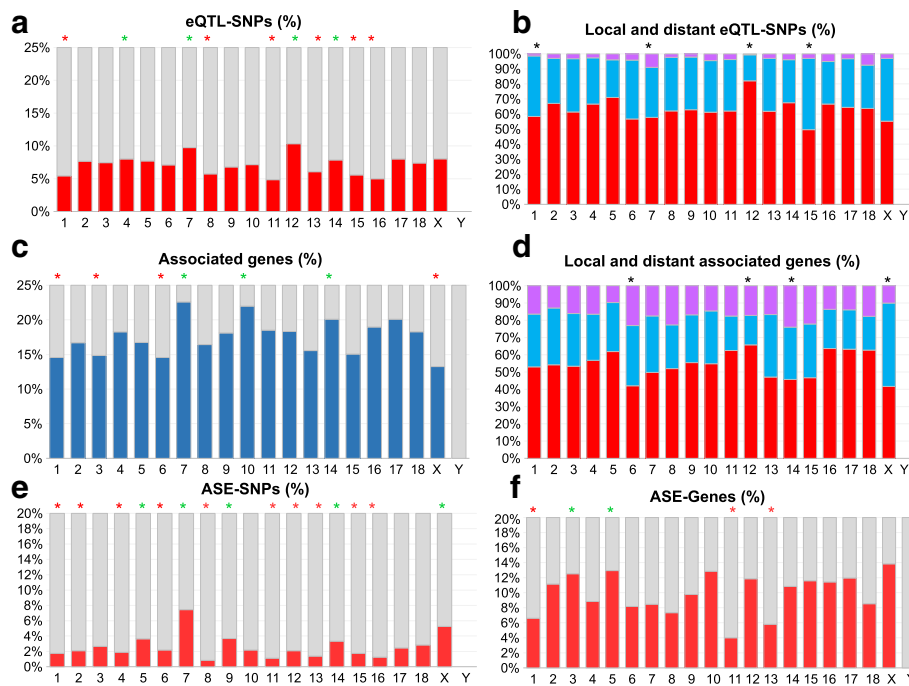 a
eQTL-SNPs (%)
* * * * * * * * * *
25%
20%
15%
10%
5%
0%
1 2 3 4 5 6 7 8 9 10 11 12 13 14 15 16 17 18 X Y
b
Local and distant eQTL-SNPs (%)
* * * *
100%
90%
80%
70%
60%
50%
40%
30%
20%
10%
0%
1 2 3 4 5 6 7 8 9 10 11 12 13 14 15 16 17 18 X Y
c
Associated genes (%)
* * * * * * *
25%
20%
15%
10%
5%
0%
1 2 3 4 5 6 7 8 9 10 11 12 13 14 15 16 17 18 X Y
d
Local and distant associated genes (%)
* * * *
100%
90%
80%
70%
60%
50%
40%
30%
20%
10%
0%
1 2 3 4 5 6 7 8 9 10 11 12 13 14 15 16 17 18 X Y
e
ASE-SNPs (%)
* * * * * * * * * * * * * * *
20%
18%
16%
14%
12%
10%
8%
6%
4%
2%
0%
1 2 3 4 5 6 7 8 9 10 11 12 13 14 15 16 17 18 X Y
f
ASE-Genes (%)
* * * * *
20%
18%
16%
14%
12%
10%
8%
6%
4%
2%
0%
1 2 3 4 5 6 7 8 9 10 11 12 13 14 15 16 17 18 X Y